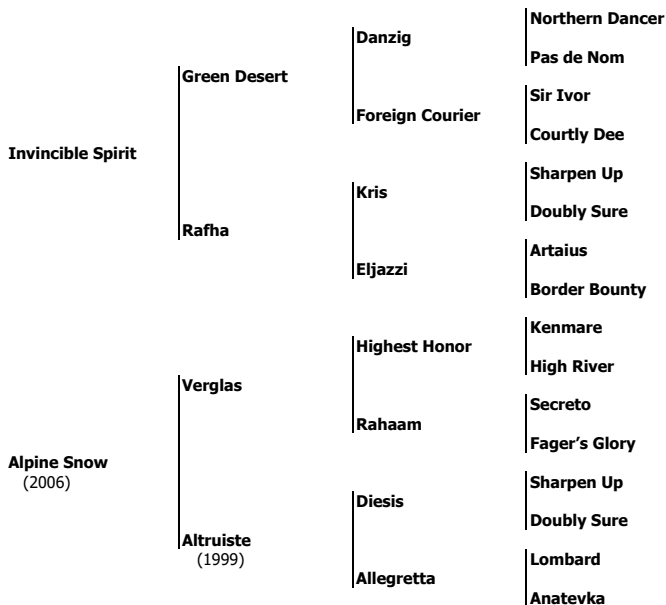 Northern Dancer
Danzig
Pas de Nom
Green Desert
Sir Ivor
Foreign Courier
Courtly Dee
Invincible Spirit
Sharpen Up
Kris
Doubly Sure
Rafha
Artaius
Eljazzi
Border Bounty
Kenmare
Highest Honor
High River
Verglas
Secreto
Rahaam
Fager's Glory
Alpine Snow
(2006)
Sharpen Up
Diesis
Doubly Sure
Altruiste
(1999)
Lombard
Allegretta
Anatevka